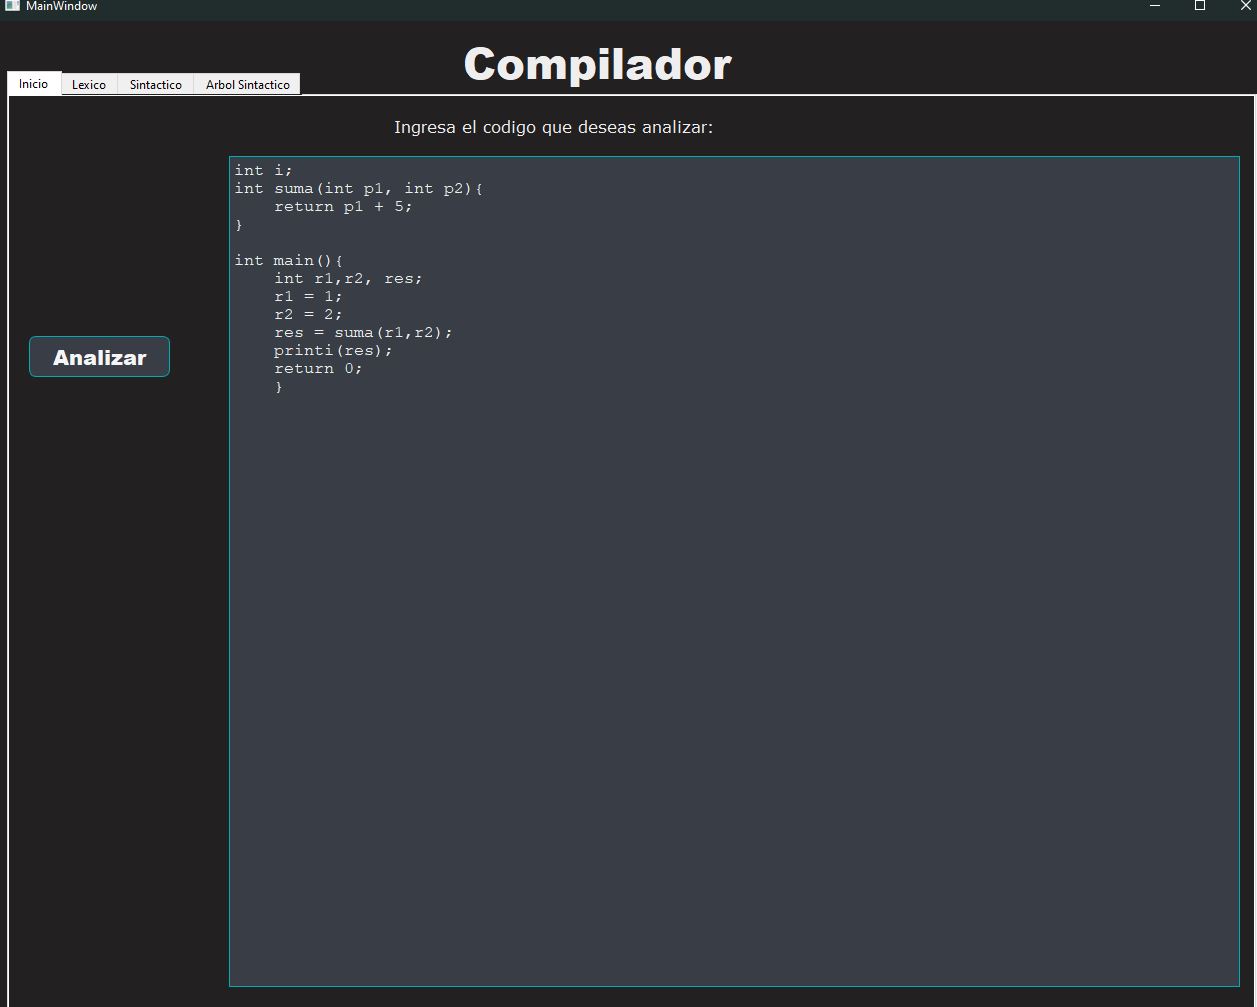 MainWindow
Compilador
Inicio
Lexico
Sintactico
Arbol Sintactico
Ingresa el codigo que deseas analizar:
Analizar
int i;
int suma(int p1, int p2){
    return p1 + 5;
}

int main(){
    int r1,r2, res;
    r1 = 1;
    r2 = 2;
    res = suma(r1,r2);
    printi(res);
    return 0;
    }